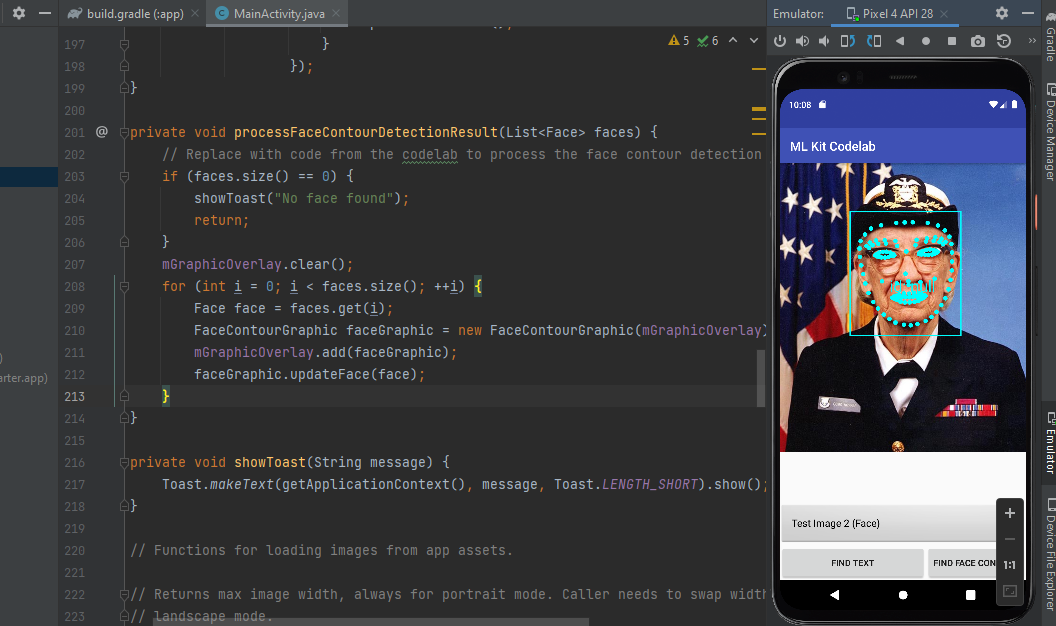 build.gradle (:app)
MainActivity.java
Emulator:
Pixel 4 API 28
5
6
197
}
198
});
199
}
200
201
@
private void processFaceContourDetectionResult(List<Face> faces) {
202
// Replace with code from the codelab to process the face contour detection
203
if (faces.size() == 0) {
204
showToast("No face found");
205
return;
206
}
207
mGraphicOverlay.clear();
208
for (int i = 0; i < faces.size(); ++i) {
209
Face face = faces.get(i);
210
FaceContourGraphic faceGraphic = new FaceContourGraphic(mGraphicOverlay)
211
mGraphicOverlay.add(faceGraphic);
212
faceGraphic.updateFace(face);
213
}
214
}
215
216
private void showToast(String message) {
217
Toast.makeText(getApplicationContext(), message, Toast.LENGTH_SHORT).show();
218
}
219
220
// Functions for loading images from app assets.
221
222
// Returns max image width, always for portrait mode. Caller needs to swap width
223
// landscape mode.
)
arter.app)
10:08
ML Kit Codelab
Test Image 2 (Face)
FIND TEXT
FIND FACE CON
1:1
Gradle
Device Manager
Emulator
Device File Explorer